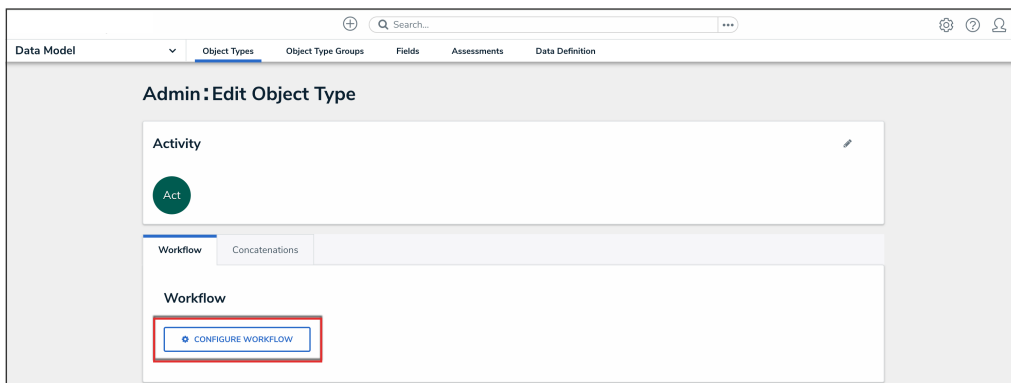 Search...
Data Model Object Types Object Type Groups Fields Assessments Data Definition
Admin:Edit Object Type
Activity
Act
Workflow Concatenations
Workflow
CONFIGURE WORKFLOW